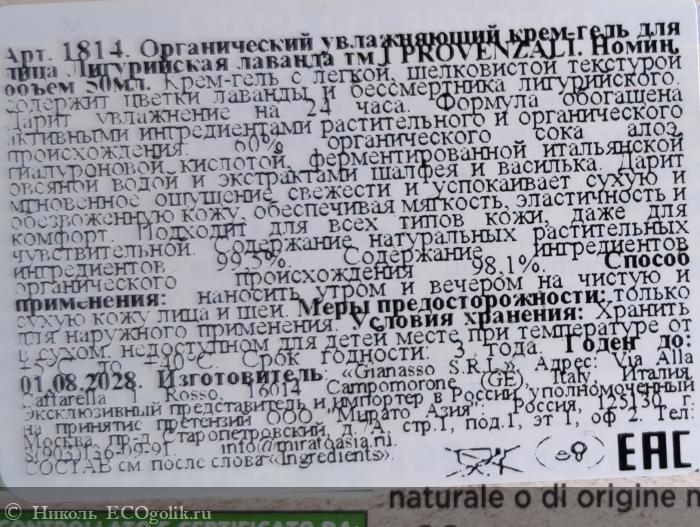 Арт. 1814. Органический увлажняющий крем-гель для
лица Лигурийская лаванда тм I PROVENZALI. Номин.
объем 50мл. Крем-гель с легкой, шелковистой текстурой
содержит цветки лаванды и бессмертника лигурийского.
Дарит увлажнение на 24 часа. Формула обогащена
активными ингредиентами растительного и органического
происхождения: 60% органического сока алоэ,
гиалуроновой кислотой, ферментированной итальянской
овсяной водой и экстрактами шалфея и василька. Дарит
мгновенное ощущение свежести и успокаивает сухую и
обезвоженную кожу, обеспечивая мягкость, эластичность и
комфорт. Подходит для всех типов кожи, даже для
чувствительной. Содержание натуральных растительных
ингредиентов 99,5%. Содержание ингредиентов
органического происхождения 98,1%. Способ
применения: наносить утром и вечером на чистую и
сухую кожу лица и шеи. Меры предосторожности: только
для наружного применения. Условия хранения: Хранить
в сухом, недоступном для детей месте при температуре от
+5°C до +40°C. Срок годности: 3 года. Годен до:
01.08.2028. Изготовитель: «Gianasso S.R.L». Адрес: Via Alla
Caffarella 1 Rosso, 16014 Campomorone (GE), Italy, Италия
Эксклюзивный представитель и импортер в России, уполномоченный
на принятие претензий ООО "Мирато Азия": Россия, 125130, г.
Москва, пр-д Старопетровский, д. 7А, стр.1, под.1, эт 1, оф 2. Тел.
8(903)136-09-91. info@miratoasia.ru
СОСТАВ см после слова «Ingredients».
EAC
naturale o di origine
© Николь ECOgolik.ru